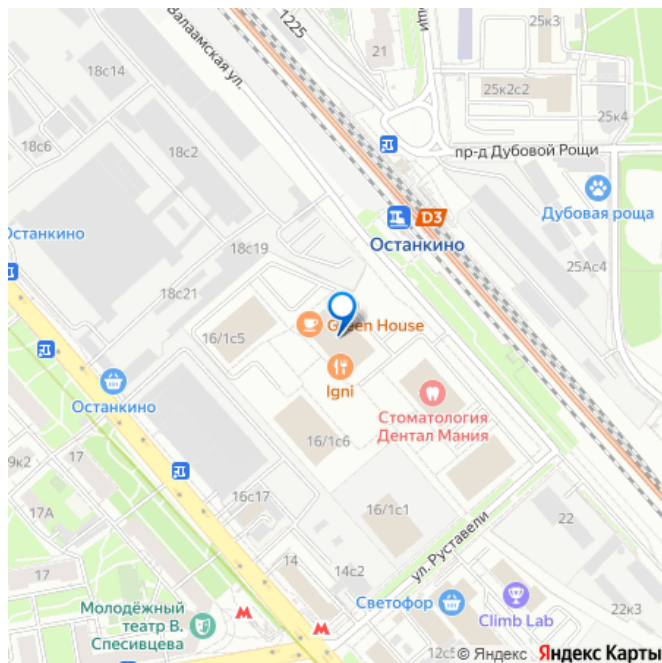 25к3
1225
Валаамская ул.
21
18с14
25к2с2
25к4
18с6
18с2
пр-д Дубовой Рощи
Дубовая роща
D3
Останкино
Останкино
18с19
25Ас4
18с21
Green House
16/1с5
Igni
Останкино
Стоматология
Дентал Мания
16/1с6
17
9к2
16с17
16/1с1
22
17А
ул. Руставели
14
14с2
17
Светофор
Climb Lab
22к3
Молодёжный
театр В.
Спесивцева
12с5
© Яндекс
Яндекс Карты